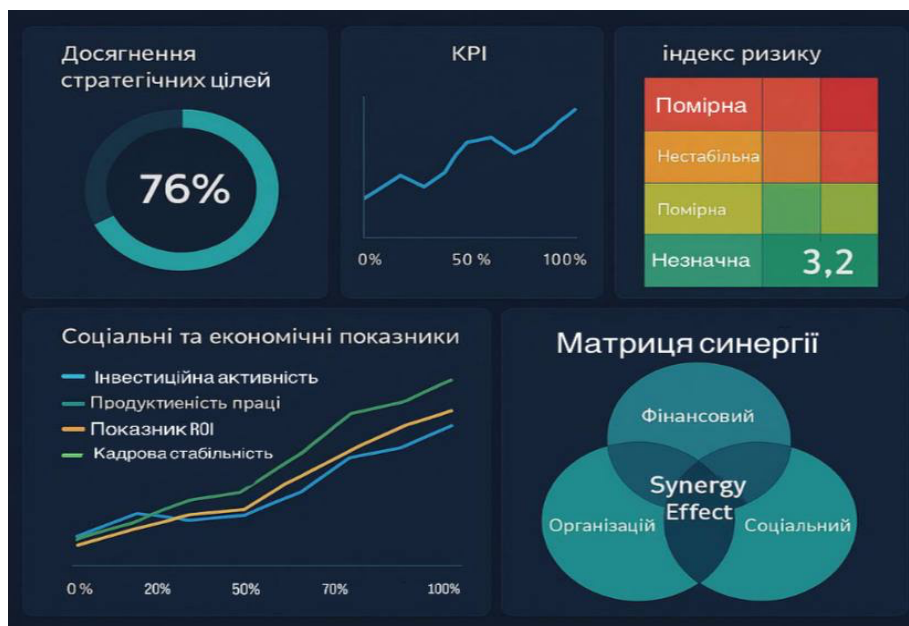 Досягнення
стратегічних цілей
76%
KPI
0% 50 % 100%
індекс ризику
Помірна
Нестабільна
Помірна
Незначна 3,2
Соціальні та економічні показники
Інвестиційна активність
Продуктиеність праці
Показник ROI
Кадрова стабільність
0 % 20% 50% 70% 100%
Матриця синергії
Фінансовий
Synergy
Effect
Організацій Соціальний